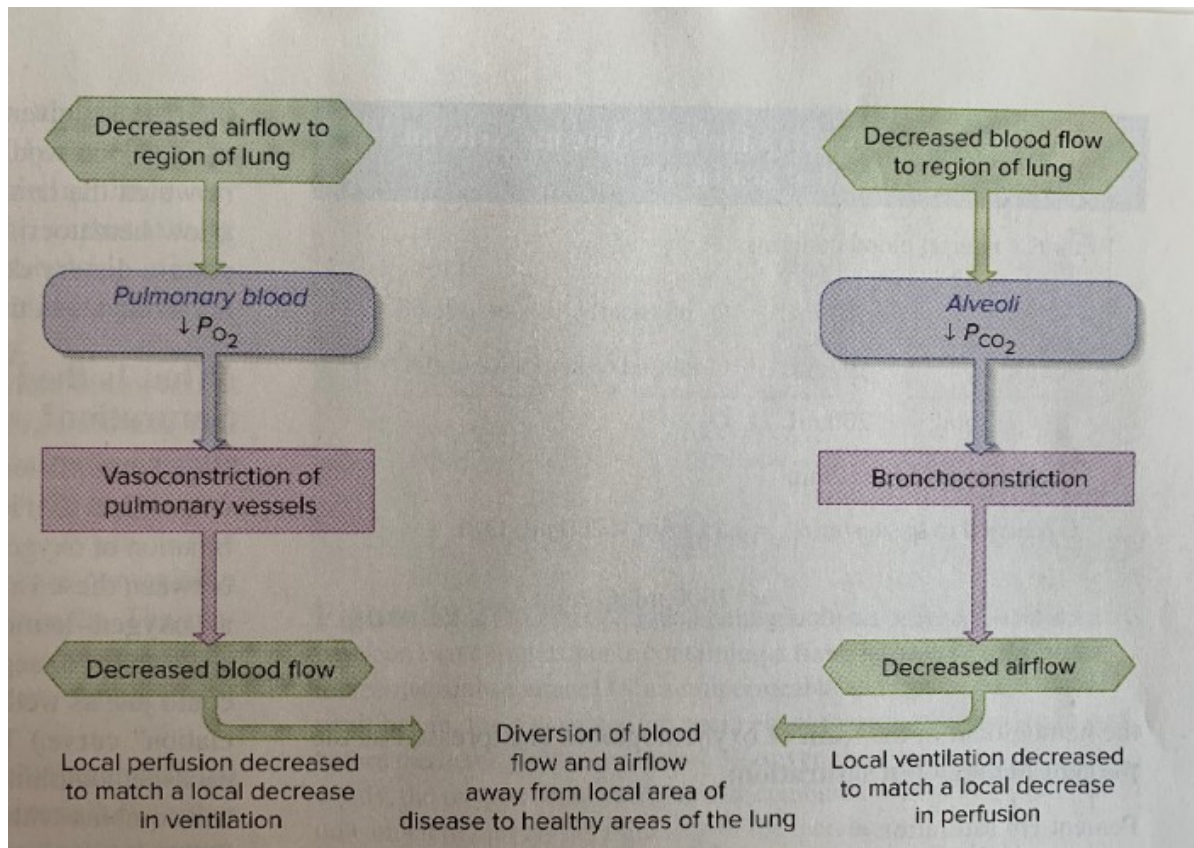 Decreased airflow to
region of lung
Pulmonary blood
↓ PO2
Vasoconstriction of
pulmonary vessels
Decreased blood flow
Local perfusion decreased
to match a local decrease
in ventilation
Diversion of blood
flow and airflow
away from local area of
disease to healthy areas of the lung
Decreased blood flow
to region of lung
Alveoli
↓ PCO2
Bronchoconstriction
Decreased airflow
Local ventilation decreased
to match a local decrease
in perfusion